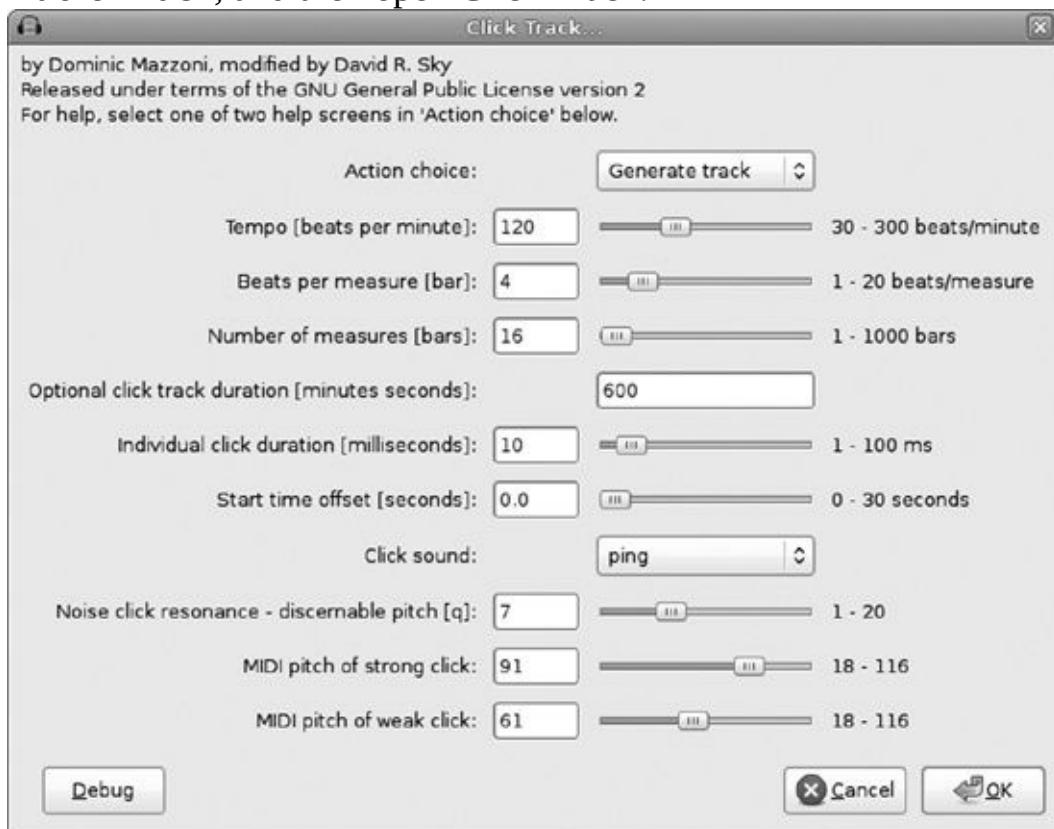 Click Track...
by Dominic Mazzoni, modified by David R. Sky
Released under terms of the GNU General Public License version 2
For help, select one of two help screens in 'Action choice' below.
Action choice: Generate track
Tempo [beats per minute]: 120 30 - 300 beats/minute
Beats per measure [bar]: 4 1 - 20 beats/measure
Number of measures [bars]: 16 1 - 1000 bars
Optional click track duration [minutes seconds]: 600
Individual click duration [milliseconds]: 10 1 - 100 ms
Start time offset [seconds]: 0.0 0 - 30 seconds
Click sound: ping
Noise click resonance - discernable pitch [q]: 7 1 - 20
MIDI pitch of strong click: 91 18 - 116
MIDI pitch of weak click: 61 18 - 116
Debug Cancel OK